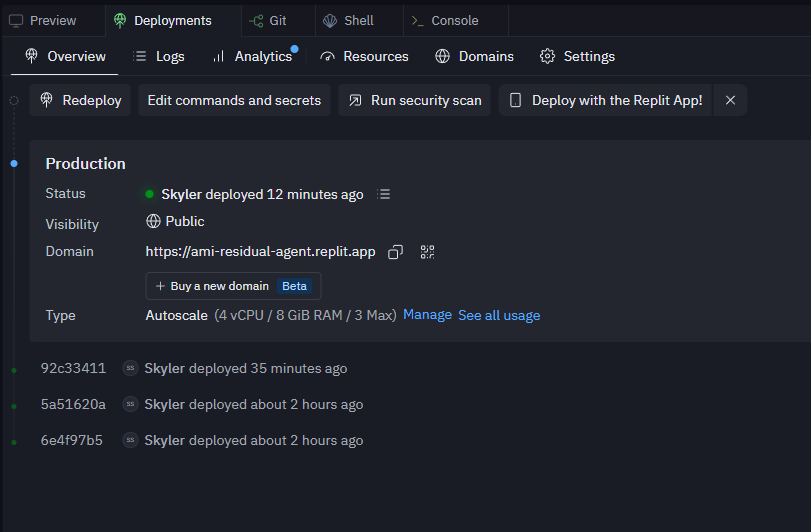 Preview Deployments Git Shell Console
Overview Logs Analytics Resources Domains Settings
Redeploy Edit commands and secrets Run security scan Deploy with the Replit App!
Production
Status Skyler deployed 12 minutes ago
Visibility Public
Domain https://ami-residual-agent.replit.app
+ Buy a new domain Beta
Type Autoscale (4 vCPU / 8 GiB RAM / 3 Max) Manage See all usage
92c33411 SS Skyler deployed 35 minutes ago
5a51620a SS Skyler deployed about 2 hours ago
6e4f97b5 SS Skyler deployed about 2 hours ago